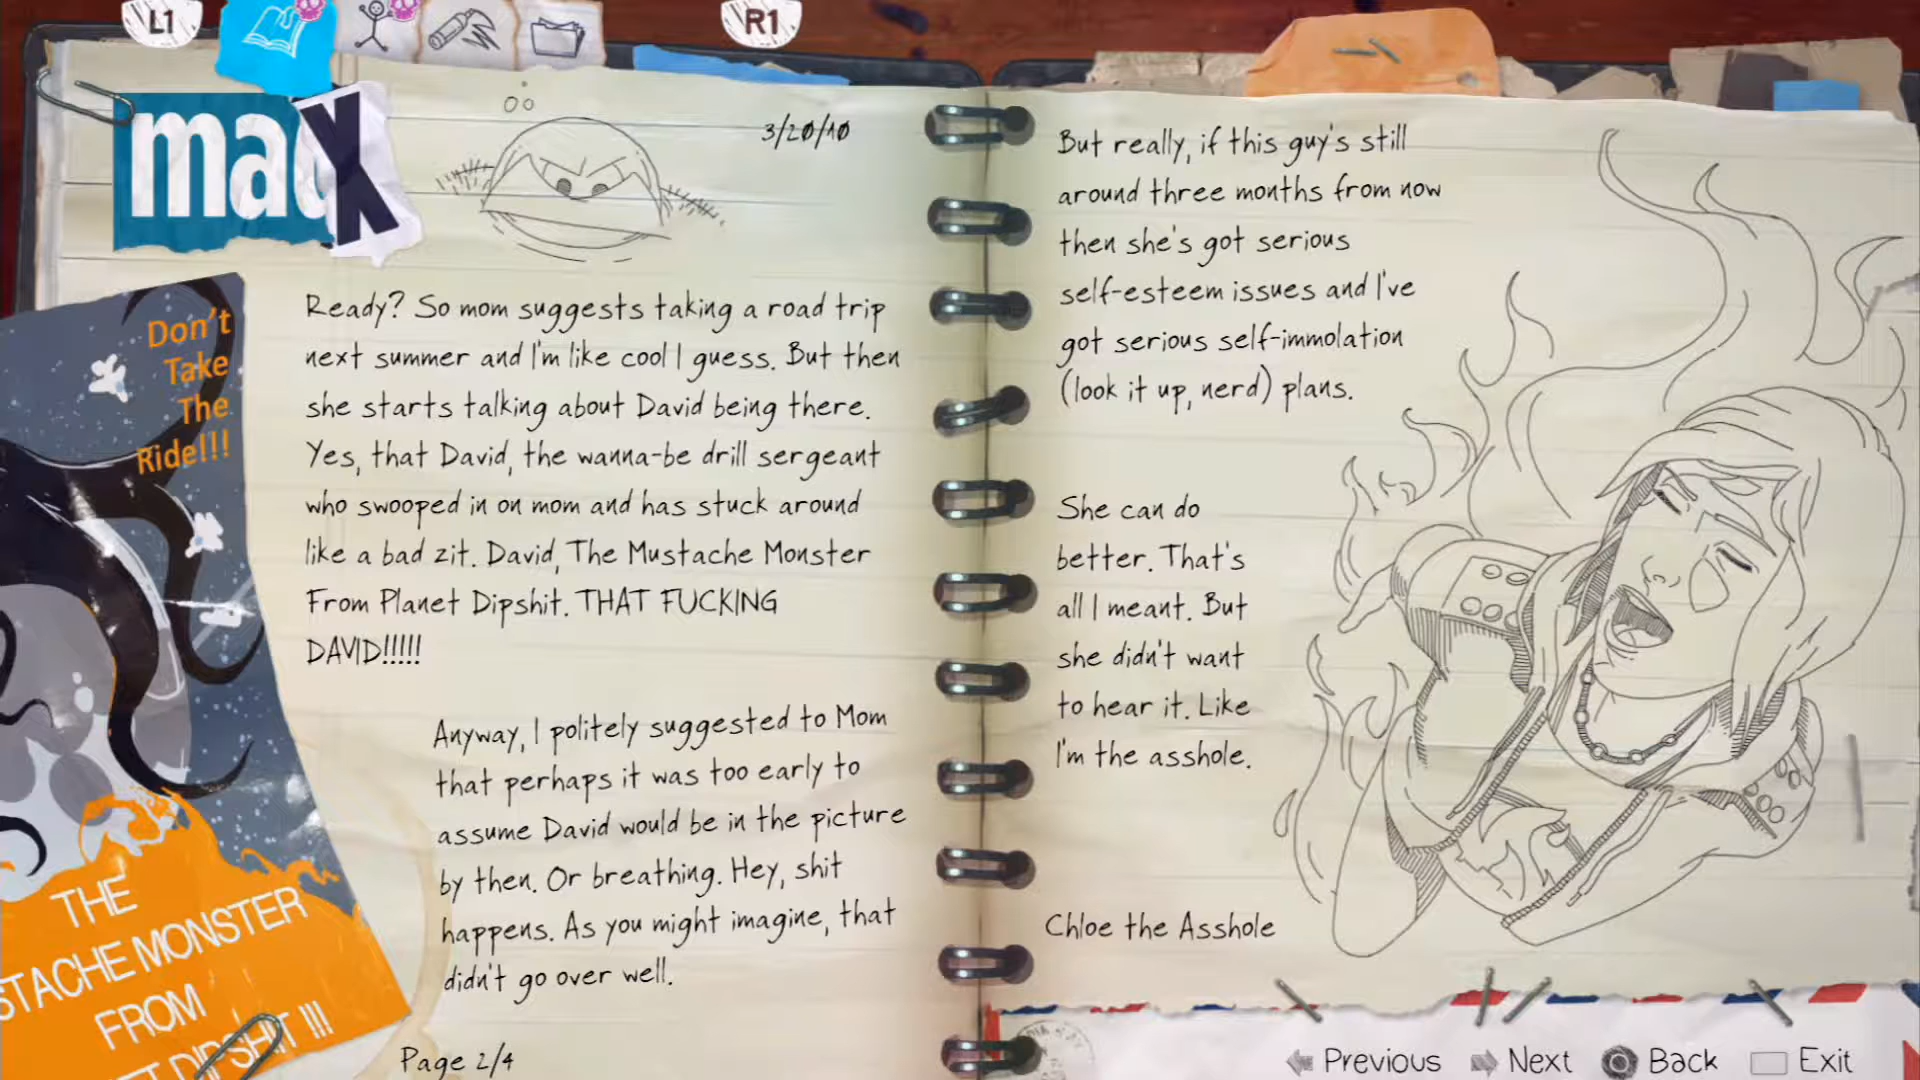 L1
R1
maX
3/20/10
Don't
Take
The
Ride!!!
Ready? So mom suggests taking a road trip
next summer and I'm like cool I guess. But then
she starts talking about David being there.
Yes, that David, the wanna-be drill sergeant
who swooped in on mom and has stuck around
like a bad zit. David, The Mustache Monster
From Planet Dipshit. THAT FUCKING
DAVID!!!!!
Anyway, I politely suggested to Mom
that perhaps it was too early to
assume David would be in the picture
by then. Or breathing. Hey, shit
happens. As you might imagine, that
didn't go over well.
THE
STACHE MONSTER
FROM
ET DIPSHIT !!!
Page 2/4
But really, if this guy's still
around three months from now
then she's got serious
self-esteem issues and I've
got serious self-immolation
(look it up, nerd) plans.
She can do
better. That's
all I meant. But
she didn't want
to hear it. Like
I'm the asshole.
Chloe the Asshole
Previous
Next
Back
Exit